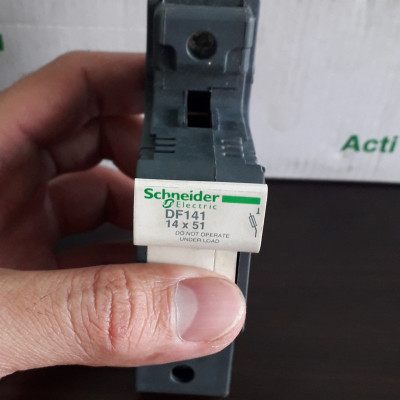 Acti
Schneider
Electric
DF141
14 x 51
DO NOT OPERATE
UNDER LOAD